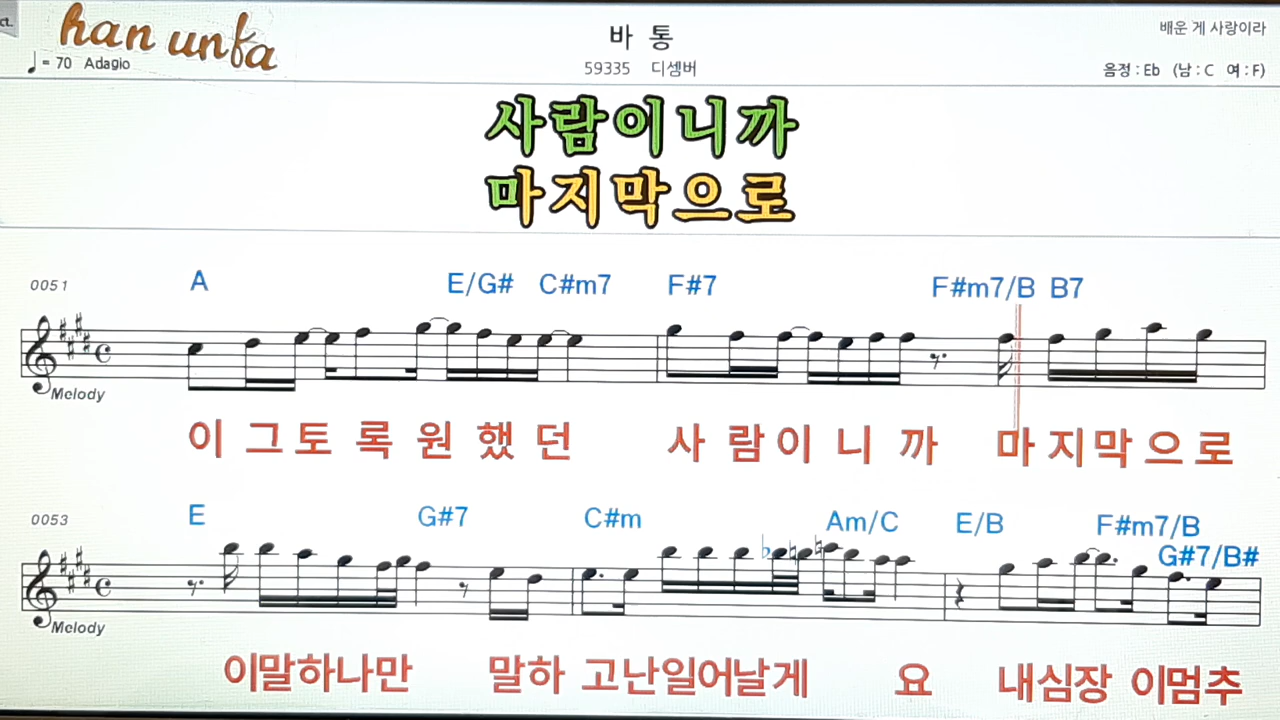 ct.
han unfa
바 통
배운 게 사랑이라
♩= 70 Adagio
59335 디셈버
음정 : Eb (남 : C 여 : F)
사람이니까
마지막으로
0051
A E/G# C#m7 F#7 F#m7/B B7
Melody
이 그 토 록 원 했 던 사 람 이 니 까 마 지 막 으 로
0053
E G#7 C#m Am/C E/B F#m7/B
G#7/B#
Melody
이말하나만 말하 고난일어날게 요 내심장 이멈추